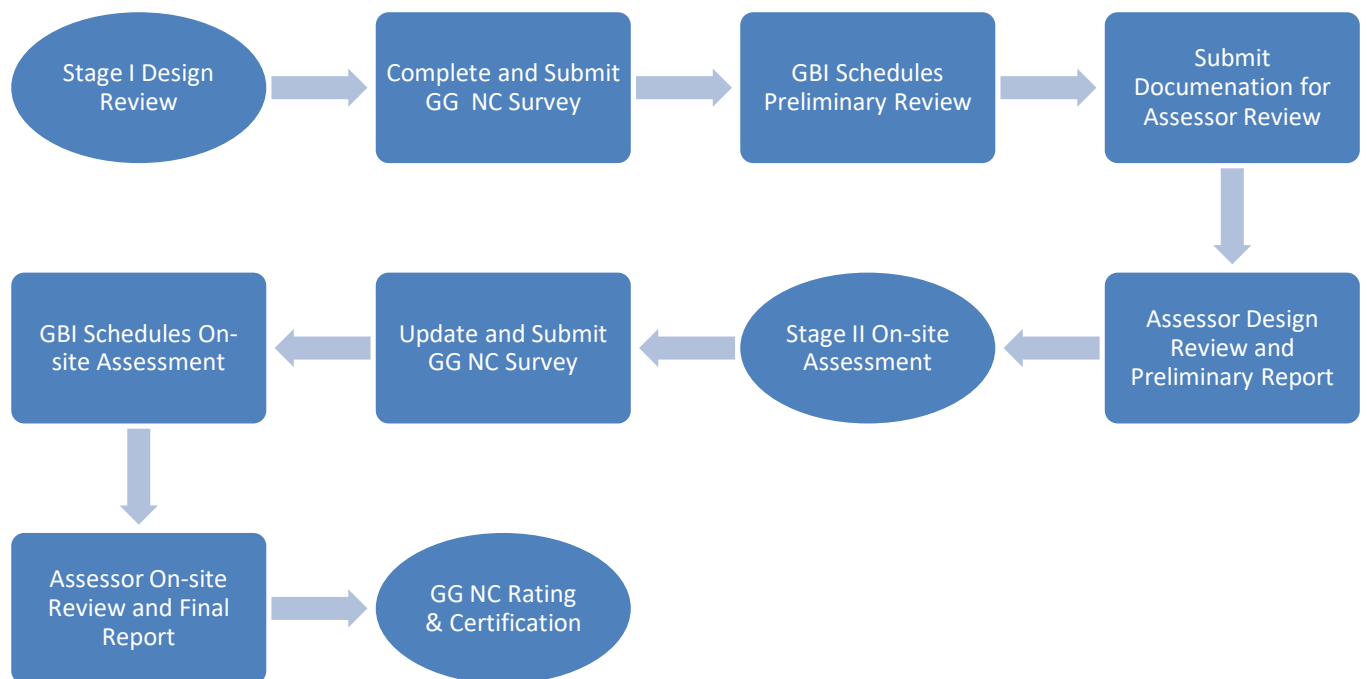 Stage I Design
Review
Complete and Submit
GG NC Survey
GBI Schedules
Preliminary Review
Submit
Documenation for
Assessor Review
Assessor Design
Review and
Preliminary Report
Stage II On-site
Assessment
Update and Submit
GG NC Survey
GBI Schedules On-
site Assessment
Assessor On-site
Review and Final
Report
GG NC Rating
& Certification